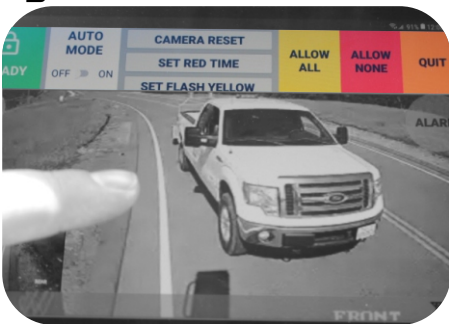 AUTO
MODE
OFF ON
CAMERA RESET
SET RED TIME
SET FLASH YELLOW
ALLOW
ALL
ALLOW
NONE
QUIT
ADY
ALAR
Ford
FRONT